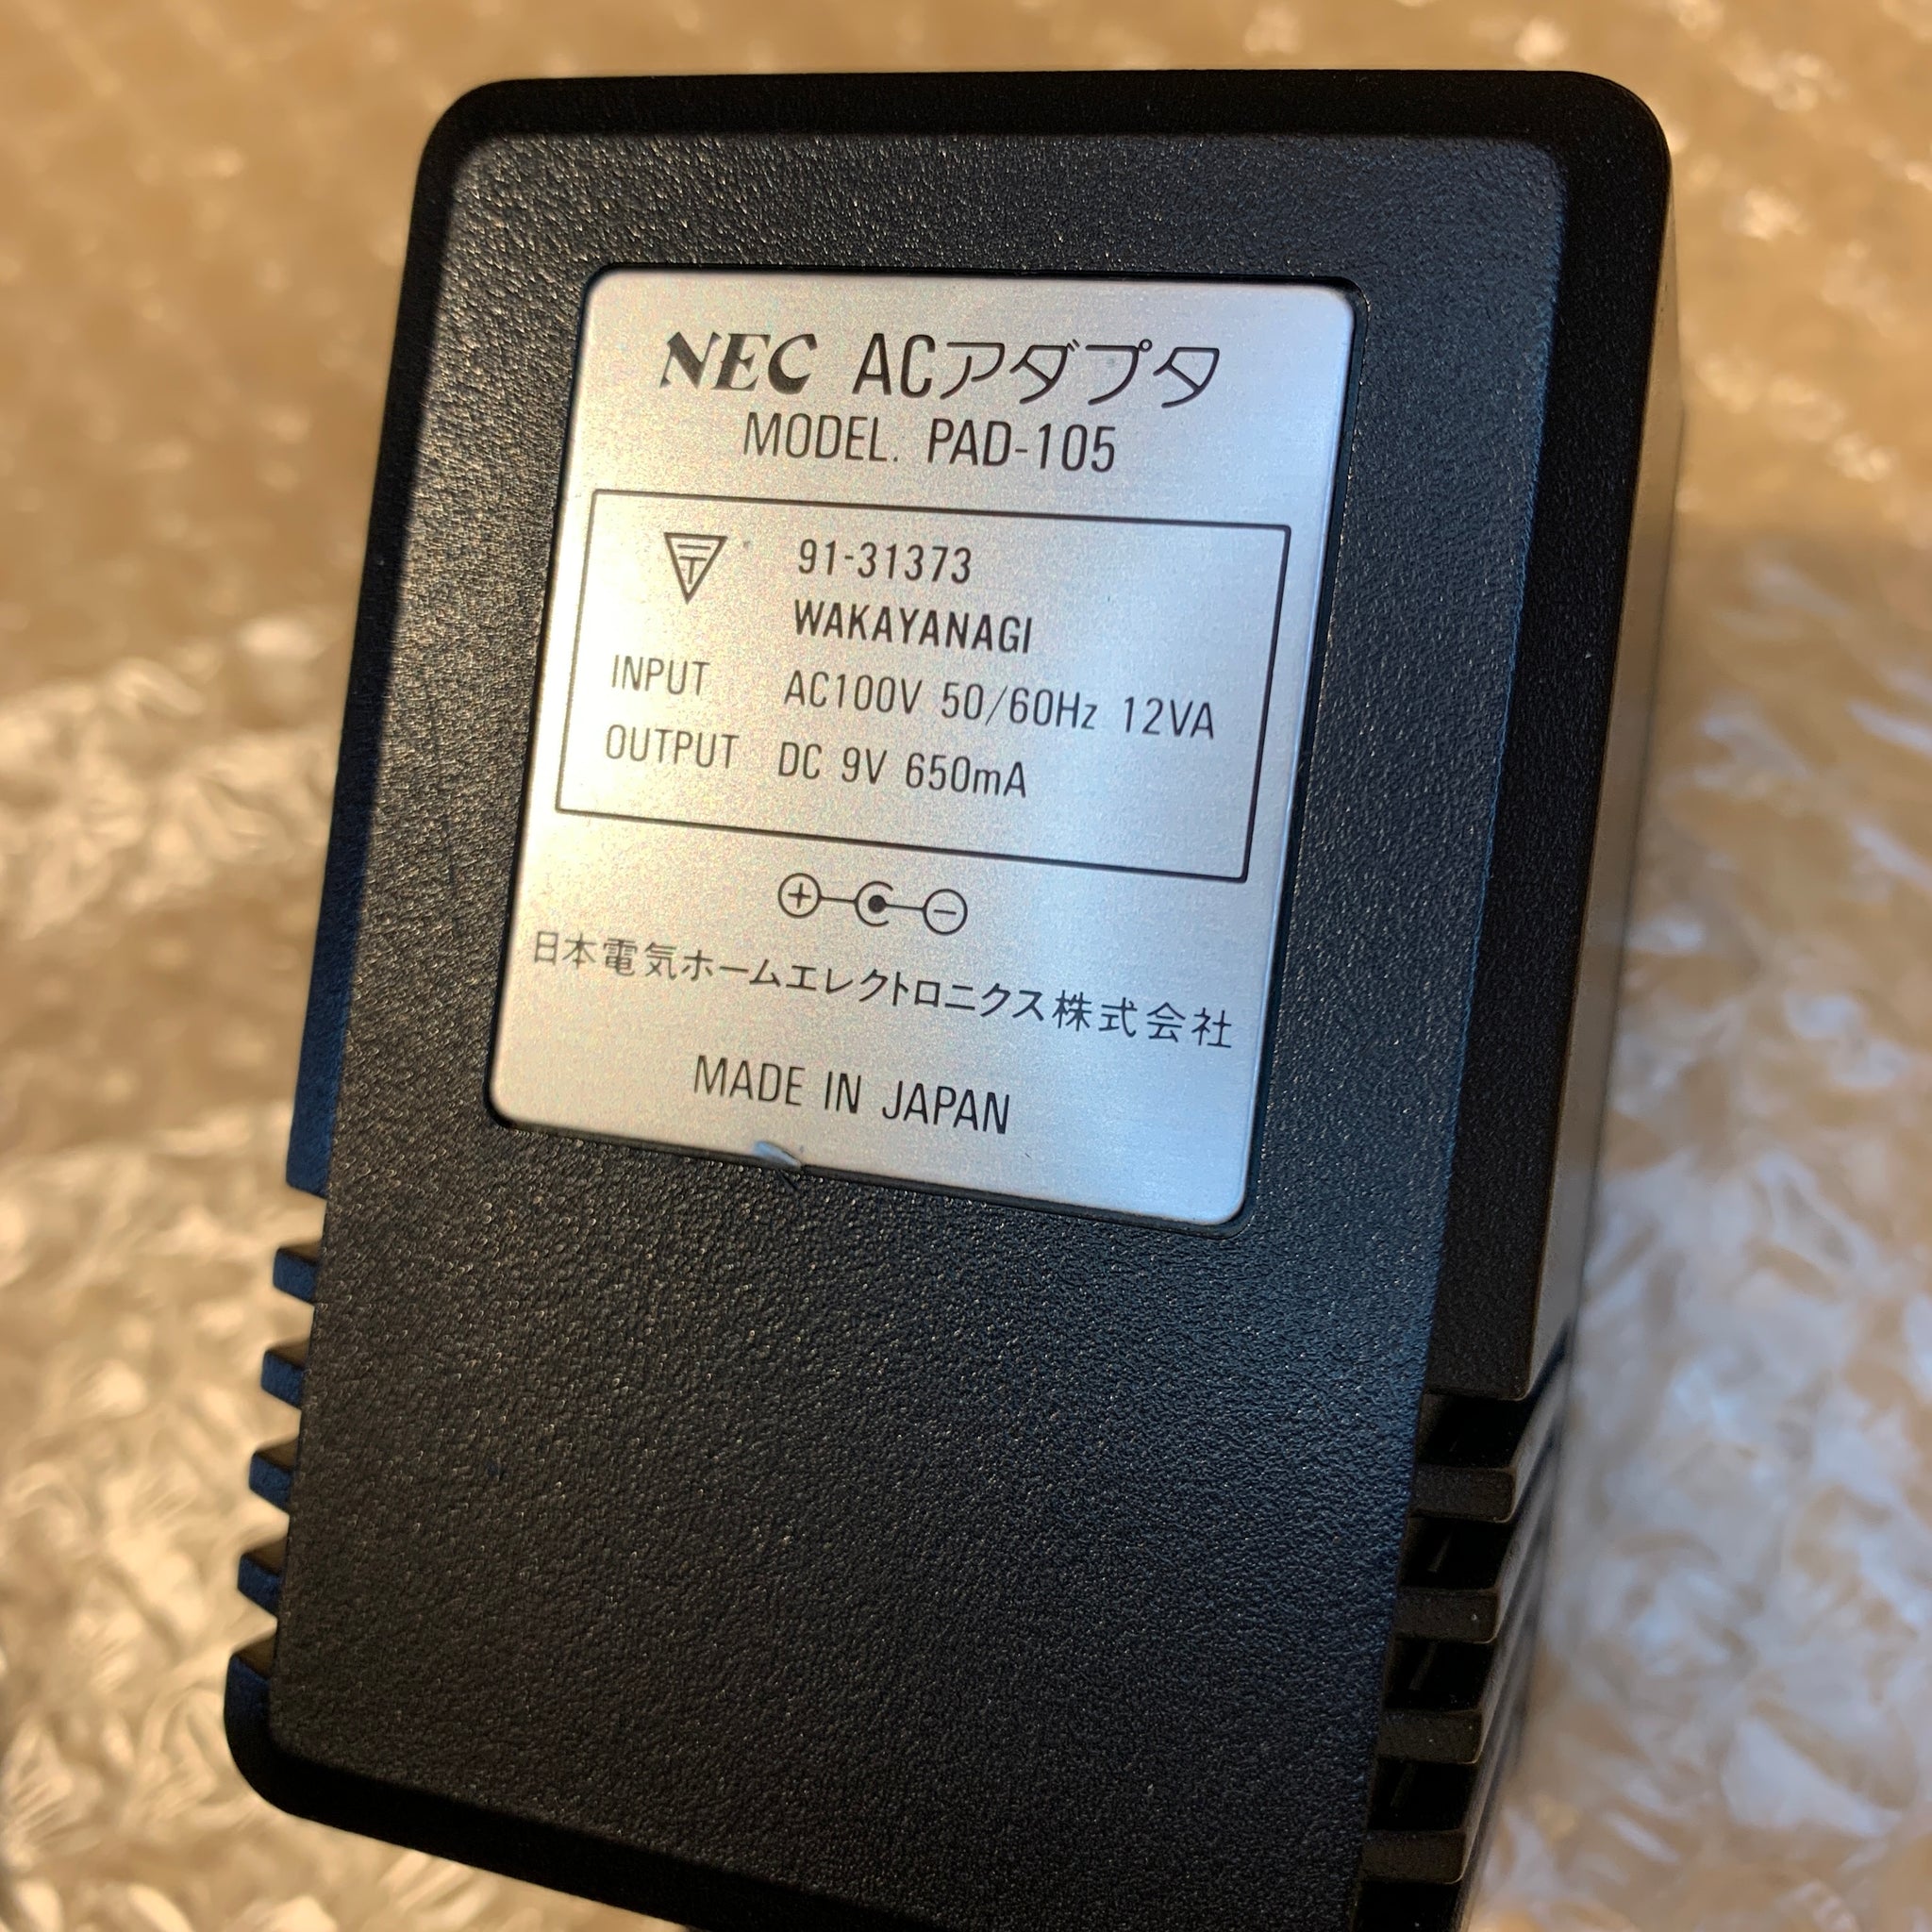 NEC ACアダプタ
MODEL. PAD-105
91-31373
WAKAYANAGI
INPUT AC100V 50/60Hz 12VA
OUTPUT DC 9V 650mA
日本電気ホームエレクトロニクス株式会社
MADE IN JAPAN